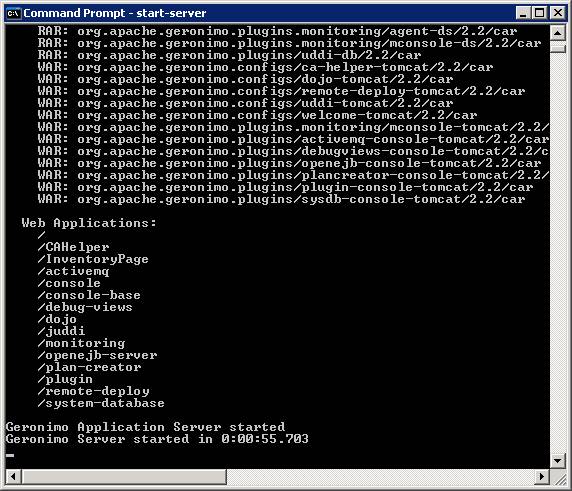 Command Prompt - start-server
RAR: org.apache.geronimo.plugins.monitoring/agent-ds/2.2/car
RAR: org.apache.geronimo.plugins.monitoring/mconsole-ds/2.2/car
RAR: org.apache.geronimo.plugins/uddi-db/2.2/car
WAR: org.apache.geronimo.configs/ca-helper-tomcat/2.2/car
WAR: org.apache.geronimo.configs/dojo-tomcat/2.2/car
WAR: org.apache.geronimo.configs/remote-deploy-tomcat/2.2/car
WAR: org.apache.geronimo.configs/uddi-tomcat/2.2/car
WAR: org.apache.geronimo.configs/welcome-tomcat/2.2/car
WAR: org.apache.geronimo.plugins.monitoring/mconsole-tomcat/2.2/
WAR: org.apache.geronimo.plugins/activemq-console-tomcat/2.2/car
WAR: org.apache.geronimo.plugins/debugviews-console-tomcat/2.2/c
WAR: org.apache.geronimo.plugins/openejb-console-tomcat/2.2/car
WAR: org.apache.geronimo.plugins/plancreator-console-tomcat/2.2/
WAR: org.apache.geronimo.plugins/plugin-console-tomcat/2.2/car
WAR: org.apache.geronimo.plugins/sysdb-console-tomcat/2.2/car
Web Applications:
/
/CAHelper
/InventoryPage
/activemq
/console
/console-base
/debug-views
/dojo
/juddi
/monitoring
/openejb-server
/plan-creator
/plugin
/remote-deploy
/system-database
Geronimo Application Server started
Geronimo Server started in 0:00:55.703